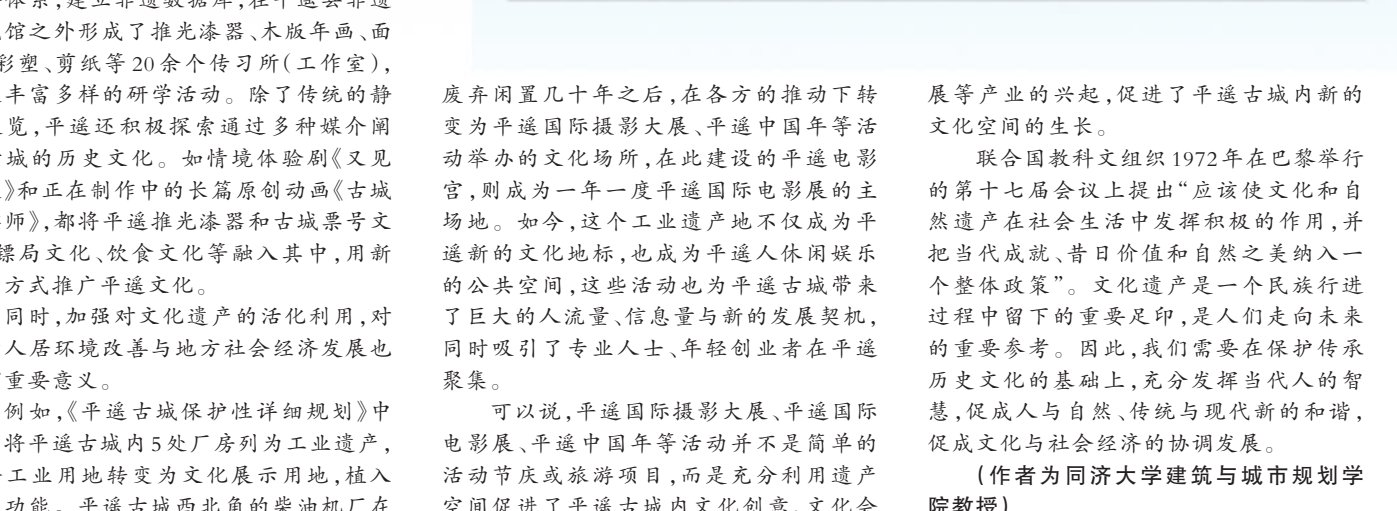 体系,建立非遗数据库,在平遥县非遗
馆之外形成了推光漆器、木版年画、面
彩塑、剪纸等20余个传习所(工作室),
丰富多样的研学活动。除了传统的静
览,平遥还积极探索通过多种媒介阐
城的历史文化。如情境体验剧《又见
》和正在制作中的长篇原创动画《古城
师》,都将平遥推光漆器和古城票号文
镖局文化、饮食文化等融入其中,用新
方式推广平遥文化。
同时,加强对文化遗产的活化利用,对
人居环境改善与地方社会经济发展也
重要意义。
例如,《平遥古城保护性详细规划》中
将平遥古城内5处厂房列为工业遗产,
工业用地转变为文化展示用地,植入
功能。平遥古城西北角的柴油机厂在
废弃闲置几十年之后,在各方的推动下转
变为平遥国际摄影大展、平遥中国年等活
动举办的文化场所,在此建设的平遥电影
宫,则成为一年一度平遥国际电影展的主
场地。如今,这个工业遗产地不仅成为平
遥新的文化地标,也成为平遥人休闲娱乐
的公共空间,这些活动也为平遥古城带来
了巨大的人流量、信息量与新的发展契机,
同时吸引了专业人士、年轻创业者在平遥
聚集。
可以说,平遥国际摄影大展、平遥国际
电影展、平遥中国年等活动并不是简单的
活动节庆或旅游项目,而是充分利用遗产
空间促进了平遥古城内文化创意、文化会
展等产业的兴起,促进了平遥古城内新的
文化空间的生长。
联合国教科文组织1972年在巴黎举行
的第十七届会议上提出“应该使文化和自
然遗产在社会生活中发挥积极的作用,并
把当代成就、昔日价值和自然之美纳入一
个整体政策”。文化遗产是一个民族行进
过程中留下的重要足印,是人们走向未来
的重要参考。因此,我们需要在保护传承
历史文化的基础上,充分发挥当代人的智
慧,促成人与自然、传统与现代新的和谐,
促成文化与社会经济的协调发展。
(作者为同济大学建筑与城市规划学
院教授)